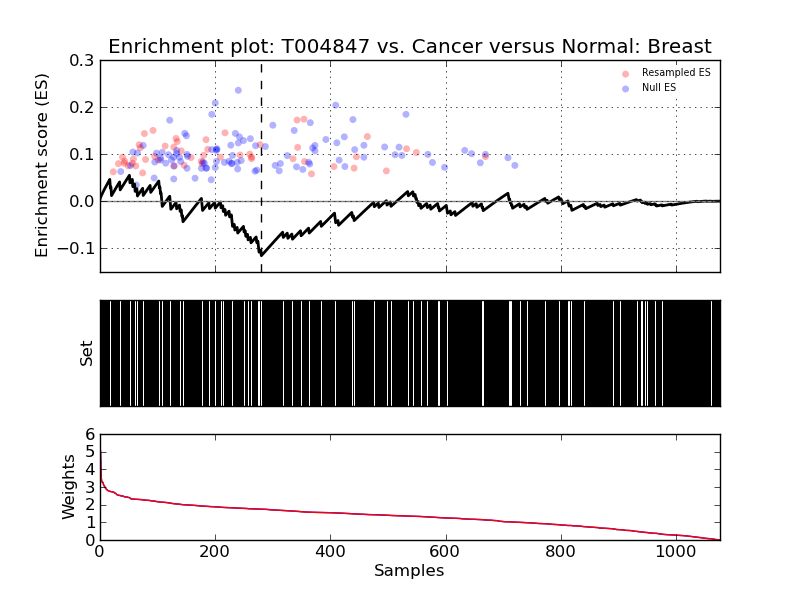 Enrichment plot: T004847 vs. Cancer versus Normal: Breast
Enrichment score (ES)
0.3
0.2
0.1
0.0
−0.1
Resampled ES
Null ES
Set
Weights
6
5
4
3
2
1
0
0 200 400 600 800 1000
Samples